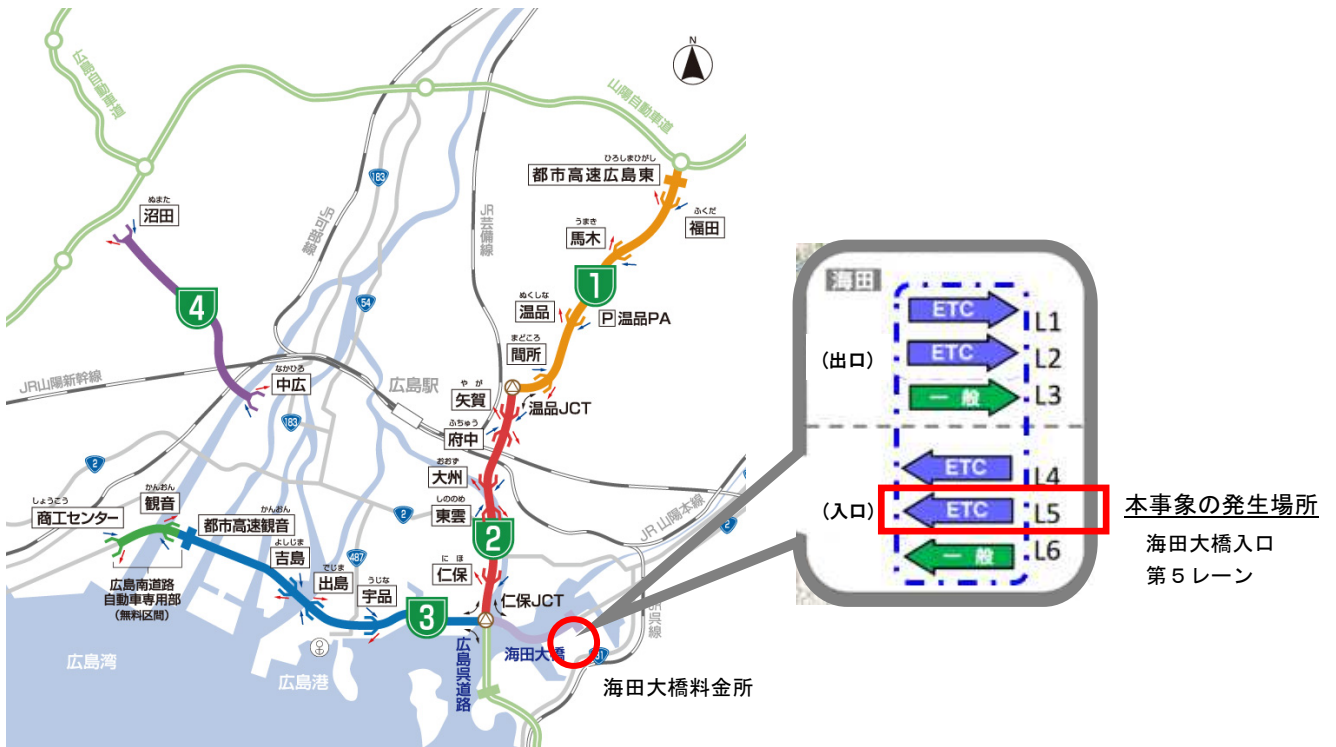 N
広島自動車道
山陽自動車道
ひろしまひがし
都市高速広島東
183
JR可部線
JR芸備線
ぬまた
沼田
ふくだ
福田
うまき
馬木
1
4
54
ぬくしな
温品
P 温品PA
まどころ
間所
JR山陽新幹線
なかひろ
中広
広島駅
やが
矢賀
温品JCT
183
ふちゅう
府中
2
おおず
大州
JR山陽本線
2
しょうこう
商工センター
かんおん
観音
かんおん
都市高速観音
2
しののめ
東雲
2
よしじま
吉島
487
にほ
仁保
でじま
出島
うじな
宇品
仁保JCT
JR呉線
広島南道路
自動車専用部
(無料区間)
3
広島呉道路
海田大橋
31
広島湾
広島港
海田大橋料金所
海田
(出口)
ETC
L1
ETC
L2
一般
L3
(入口)
ETC
L4
ETC
L5
一般
L6
本事象の発生場所
海田大橋入口
第5レーン